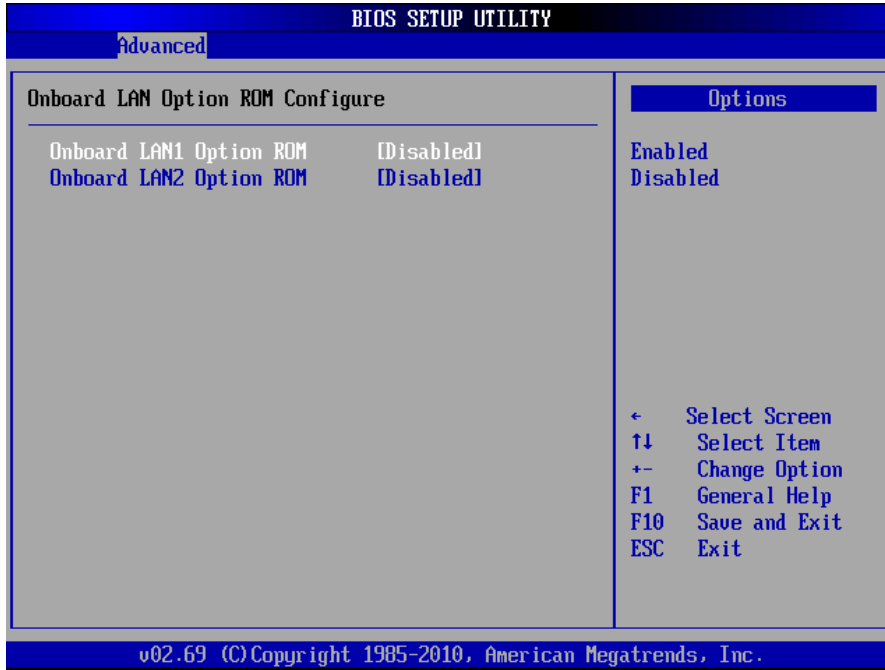 BIOS SETUP UTILITY
Advanced
Onboard LAN Option ROM Configure
Onboard LAN1 Option ROM [Disabled]
Onboard LAN2 Option ROM [Disabled]
Options
Enabled
Disabled
← Select Screen
↑↓ Select Item
+- Change Option
F1 General Help
F10 Save and Exit
ESC Exit
v02.69 (C)Copyright 1985-2010, American Megatrends, Inc.